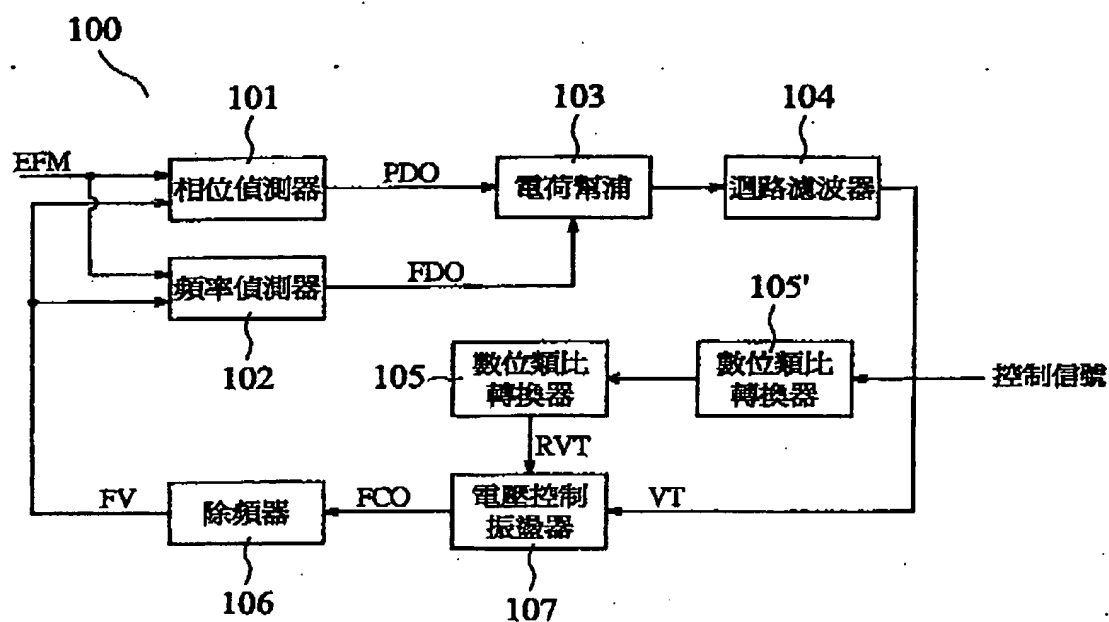 100
101
103
104
EFM
相位偵測器
PDO
電荷幫浦
迴路濾波器
頻率偵測器
FDO
102
105'
105
數位類比
轉換器
數位類比
轉換器
控制信號
RVT
FV
除頻器
FCO
電壓控制
振盪器
VT
106
107